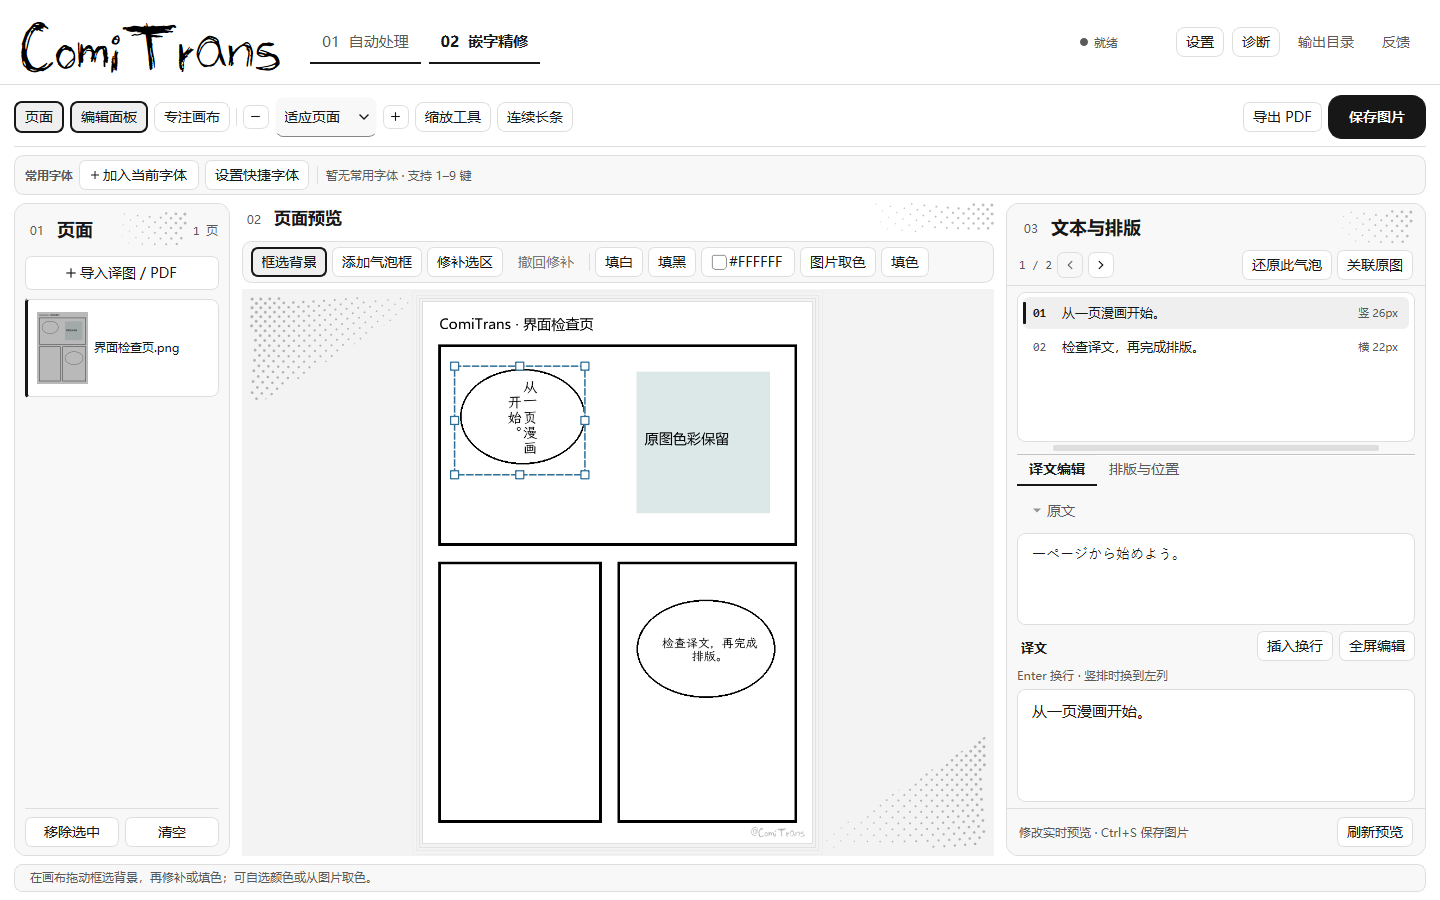 ComiTrans
01 自动处理
02 嵌字精修
就绪
设置
诊断
输出目录
反馈
页面
编辑面板
专注画布
−
适应页面
+
缩放工具
连续长条
导出 PDF
保存图片
常用字体
+ 加入当前字体
设置快捷字体
暂无常用字体 · 支持 1–9 键
01 页面
1 页
+ 导入译图 / PDF
界面检查页.png
移除选中
清空
02 页面预览
框选背景
添加气泡框
修补选区
撤回修补
填白
填黑
#FFFFFF
图片取色
填色
ComiTrans · 界面检查页
从一页漫画
开始。
原图色彩保留
检查译文，再完成
排版。
@ComiTrans
03 文本与排版
1 / 2
还原此气泡
关联原图
01 从一页漫画开始。 竖 26px
02 检查译文，再完成排版。 横 22px
译文编辑
排版与位置
原文
一ページから始めよう。
译文
插入换行
全屏编辑
Enter 换行 · 竖排时换到左列
从一页漫画开始。
修改实时预览 · Ctrl+S 保存图片
刷新预览
在画布拖动框选背景，再修补或填色；可自选颜色或从图片取色。